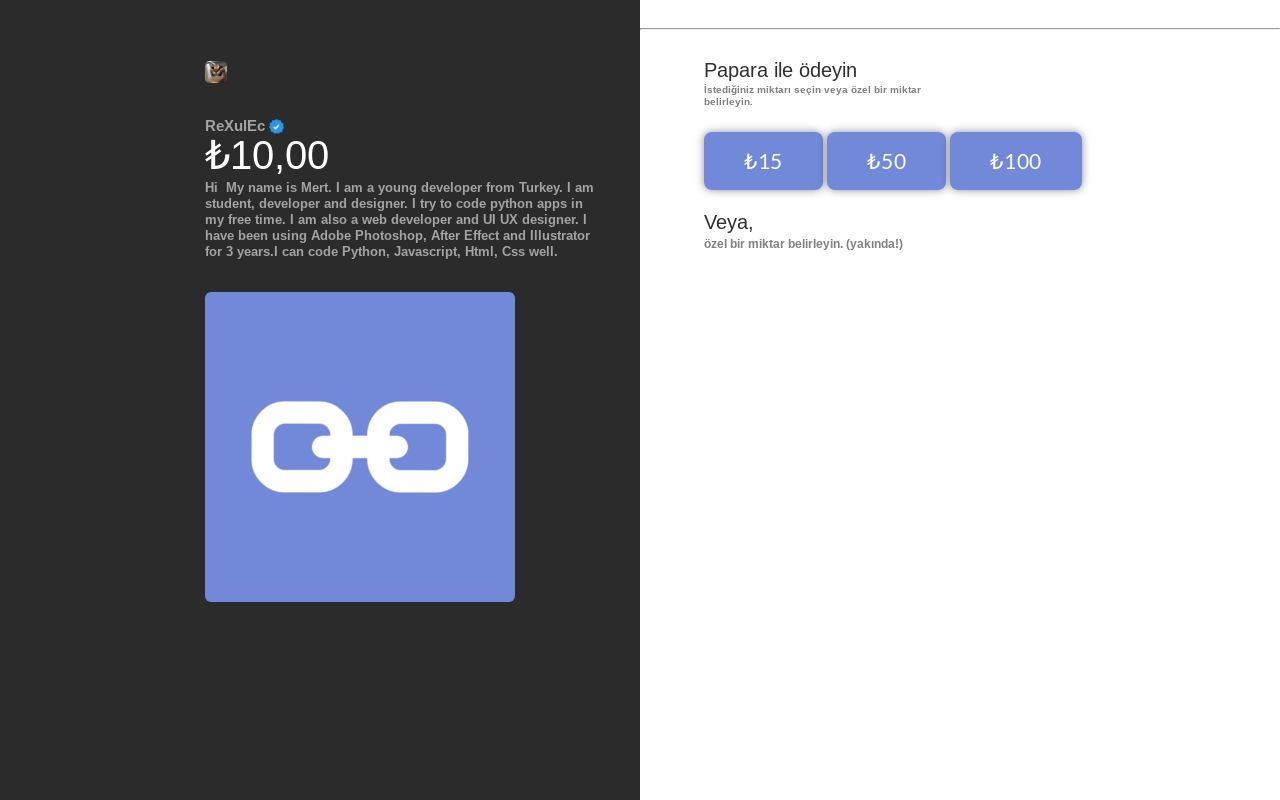 ReXulEc
₺10,00
Hi  My name is Mert. I am a young developer from Turkey. I am
student, developer and designer. I try to code python apps in
my free time. I am also a web developer and UI UX designer. I
have been using Adobe Photoshop, After Effect and Illustrator
for 3 years.I can code Python, Javascript, Html, Css well.
Papara ile ödeyin
İstediğiniz miktarı seçin veya özel bir miktar
belirleyin.
₺15 ₺50 ₺100
Veya,
özel bir miktar belirleyin. (yakında!)